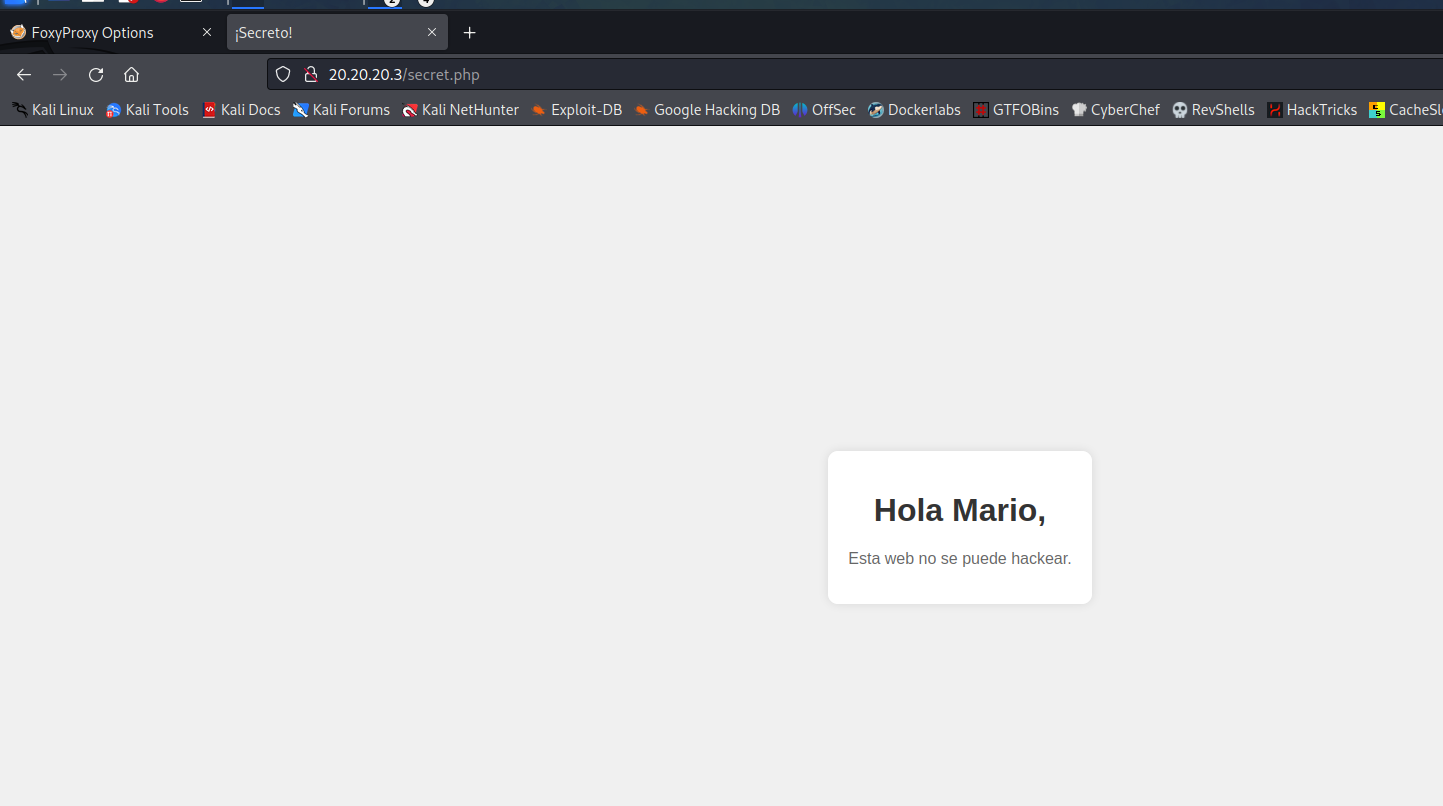 FoxyProxy Options
¡Secreto!
20.20.20.3/secret.php
Kali Linux Kali Tools Kali Docs Kali Forums Kali NetHunter Exploit-DB Google Hacking DB OffSec Dockerlabs GTFOBins CyberChef RevShells HackTricks CacheSl
Hola Mario,
Esta web no se puede hackear.